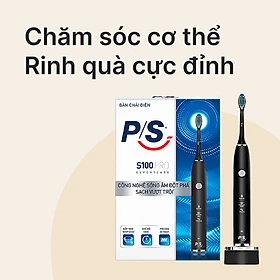 Chăm sóc cơ thể
Rinh quà cực đỉnh
BÀN CHẢI ĐIỆN
P/S
S100 PRO
EXPERTCARE
CÔNG NGHỆ SÓNG ÂM ĐỘT PHÁ
SẠCH VƯỢT TRỘI
P/S